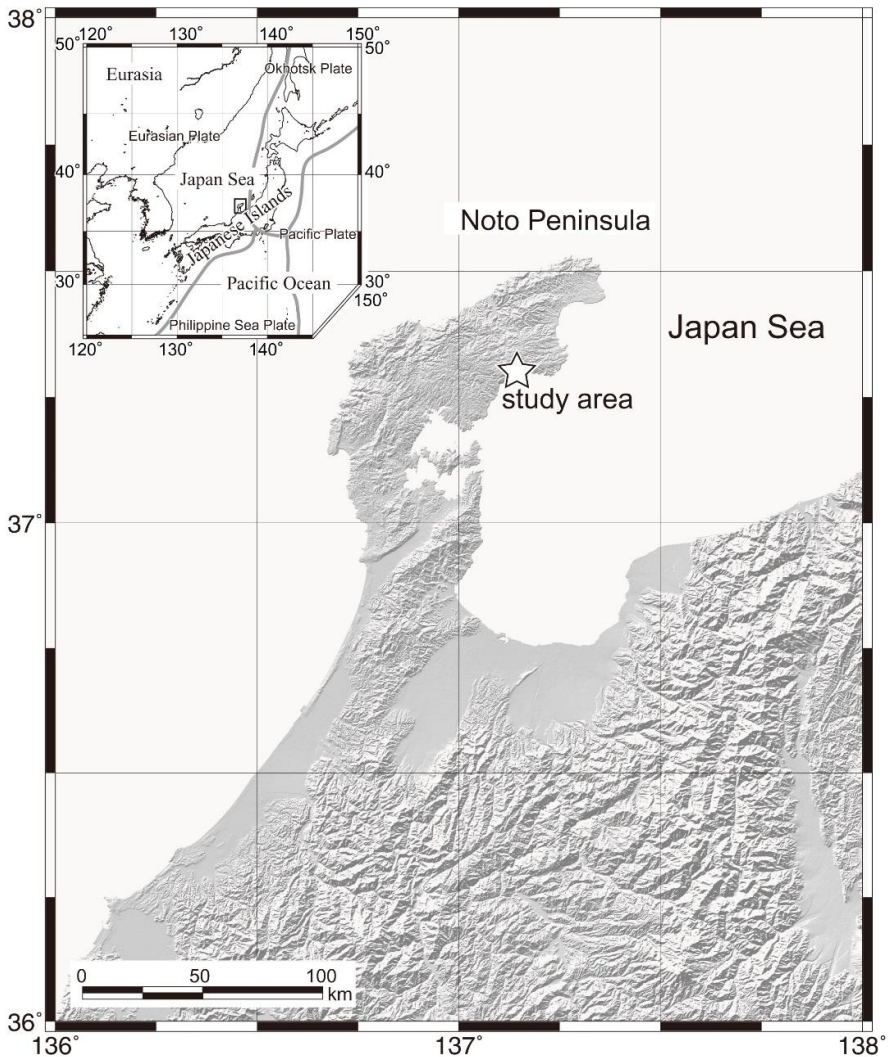 38°
120°
130°
140°
150°
50°
50°
Okhotsk Plate
Eurasia
Eurasian Plate
40°
40°
Japan Sea
Japanese Islands
Pacific Plate
30°
30°
Pacific Ocean
150°
Philippine Sea Plate
120°
130°
140°
Noto Peninsula
Japan Sea
study area
37°
0
50
100
km
36°
136°
137°
138°